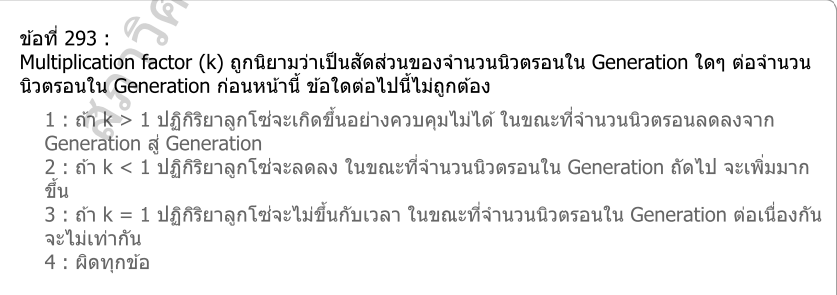 ข้อที่ 293 :
Multiplication factor (k) ถูกนิยามว่าเป็นสัดส่วนของจำนวนนิวตรอนใน Generation ใดๆ ต่อจำนวน
นิวตรอนใน Generation ก่อนหน้านี้ ข้อใดต่อไปนี้ไม่ถูกต้อง
1 : ถ้า k > 1 ปฏิกิริยาลูกโซ่จะเกิดขึ้นอย่างควบคุมไม่ได้ ในขณะที่จำนวนนิวตรอนลดลงจาก
Generation สู่ Generation
2 : ถ้า k < 1 ปฏิกิริยาลูกโซ่จะลดลง ในขณะที่จำนวนนิวตรอนใน Generation ถัดไป จะเพิ่มมาก
ขึ้น
3 : ถ้า k = 1 ปฏิกิริยาลูกโซ่จะไม่ขึ้นกับเวลา ในขณะที่จำนวนนิวตรอนใน Generation ต่อเนื่องกัน
จะไม่เท่ากัน
4 : ผิดทุกข้อ
สภาวิศ